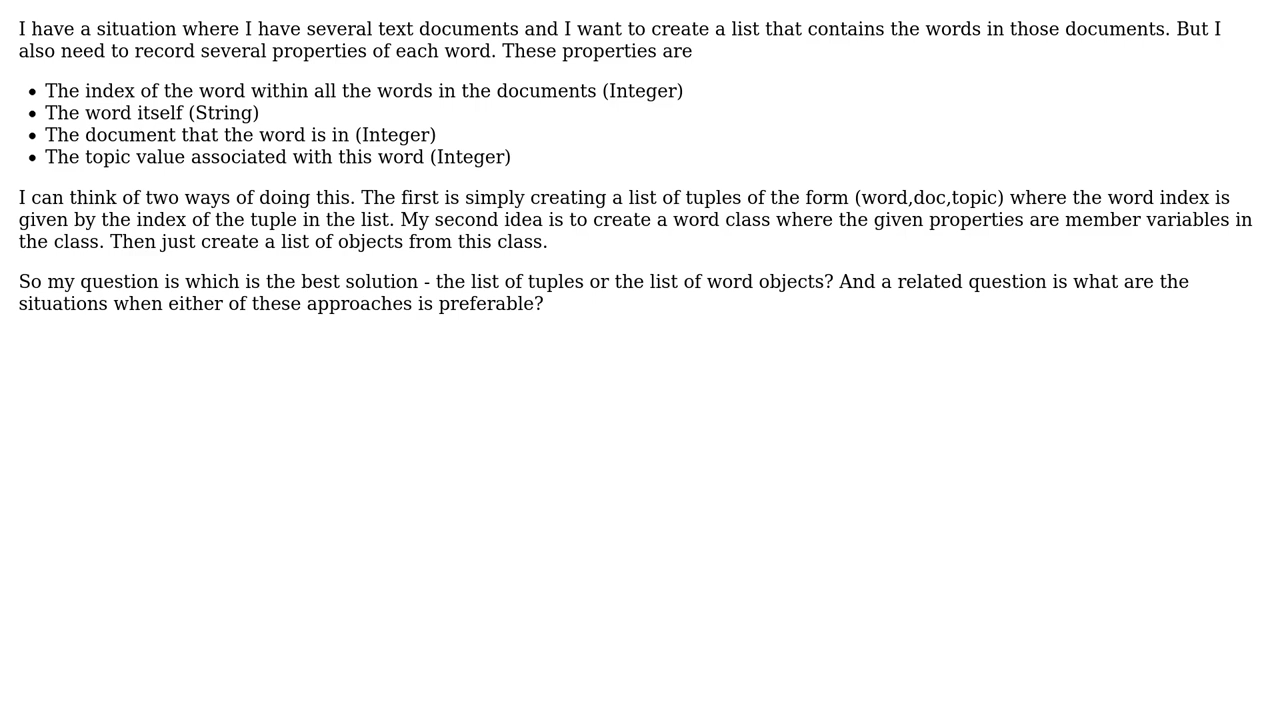 I have a situation where I have several text documents and I want to create a list that contains the words in those documents. But I
also need to record several properties of each word. These properties are
• The index of the word within all the words in the documents (Integer)
• The word itself (String)
• The document that the word is in (Integer)
• The topic value associated with this word (Integer)
I can think of two ways of doing this. The first is simply creating a list of tuples of the form (word,doc,topic) where the word index is
given by the index of the tuple in the list. My second idea is to create a word class where the given properties are member variables in
the class. Then just create a list of objects from this class.
So my question is which is the best solution - the list of tuples or the list of word objects? And a related question is what are the
situations when either of these approaches is preferable?